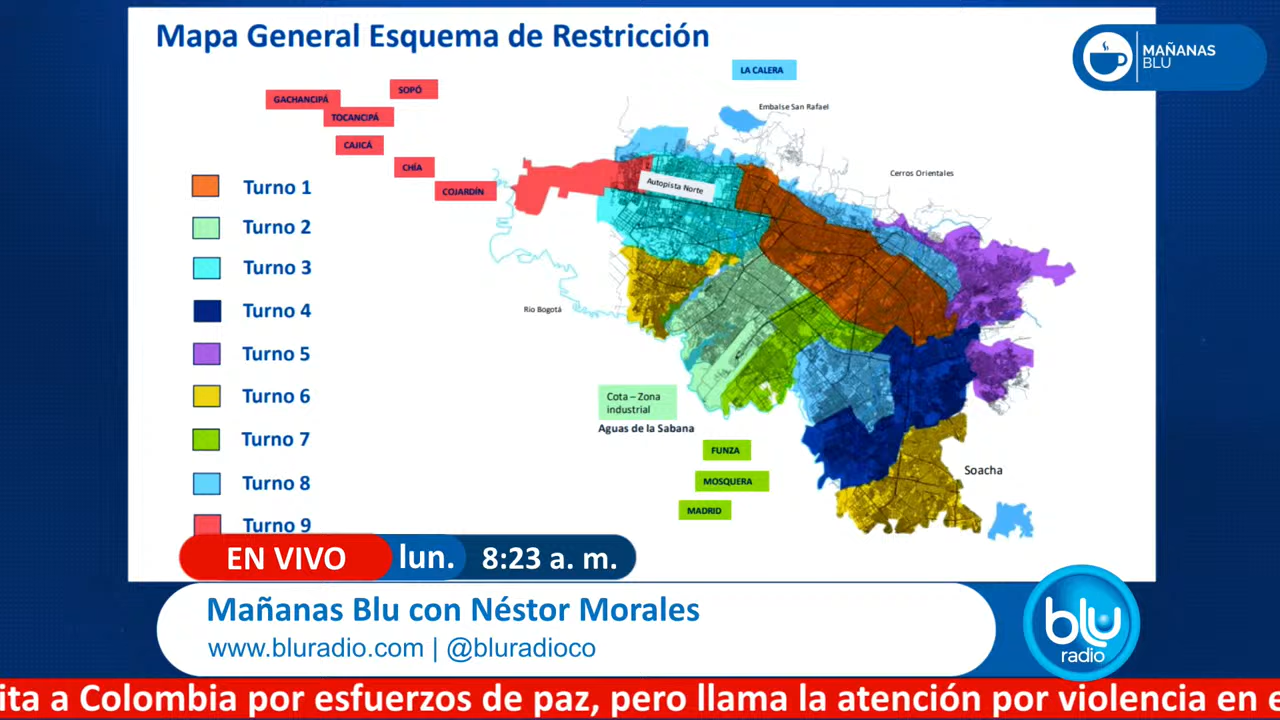 Mapa General Esquema de Restricción
MAÑANAS
BLU
LA CALERA
SOPÓ
GACHANCIPÁ
TOCANCIPÁ
Embalse San Rafael
CAJICÁ
CHÍA
Cerros Orientales
COJARDÍN
Autopista Norte
Turno 1
Turno 2
Turno 3
Turno 4
Turno 5
Turno 6
Turno 7
Turno 8
Turno 9
Rio Bogotá
Cota – Zona
industrial
Aguas de la Sabana
FUNZA
MOSQUERA
MADRID
Soacha
EN VIVO lun. 8:23 a. m.
Mañanas Blu con Néstor Morales
www.bluradio.com | @bluradioco
blu
radio
ita a Colombia por esfuerzos de paz, pero llama la atención por violencia en e